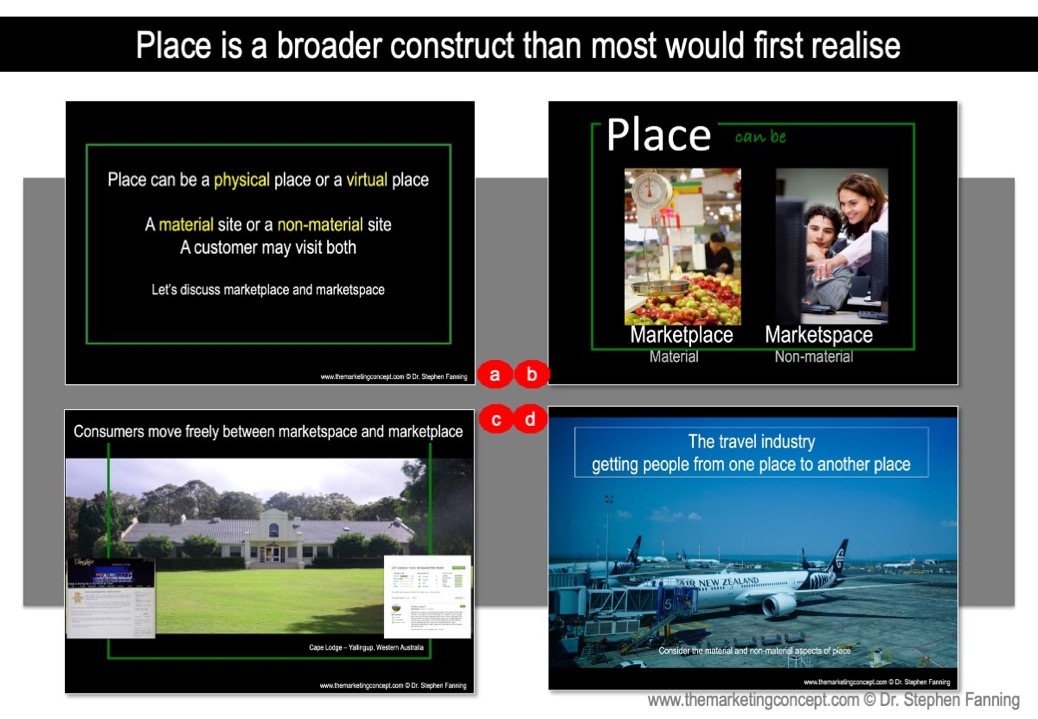 Place is a broader construct than most would first realise
Place can be a physical place or a virtual place
A material site or a non-material site
A customer may visit both
Let's discuss marketplace and marketspace
www.themarketingconcept.com © Dr. Stephen Fanning
Place can be
Marketplace Marketspace
Material Non-material
a b
c d
Consumers move freely between marketspace and marketplace
Cape Lodge – Yallingup, Western Australia
www.themarketingconcept.com © Dr. Stephen Fanning
The travel industry
getting people from one place to another place
AIR NEW ZEALAND
5
Consider the material and non-material aspects of place
www.themarketingconcept.com © Dr. Stephen Fanning
www.themarketingconcept.com © Dr. Stephen Fanning